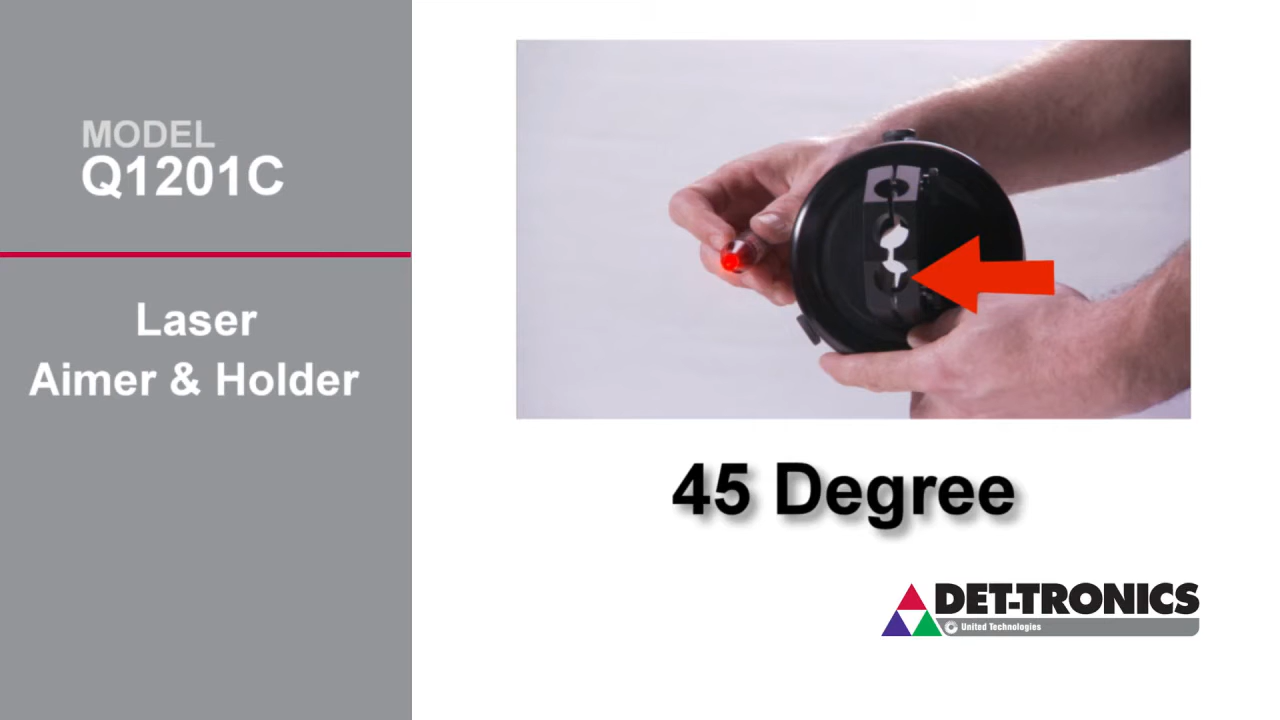 MODEL
Q1201C
Laser
Aimer & Holder
45 Degree
DET-TRONICS
United Technologies